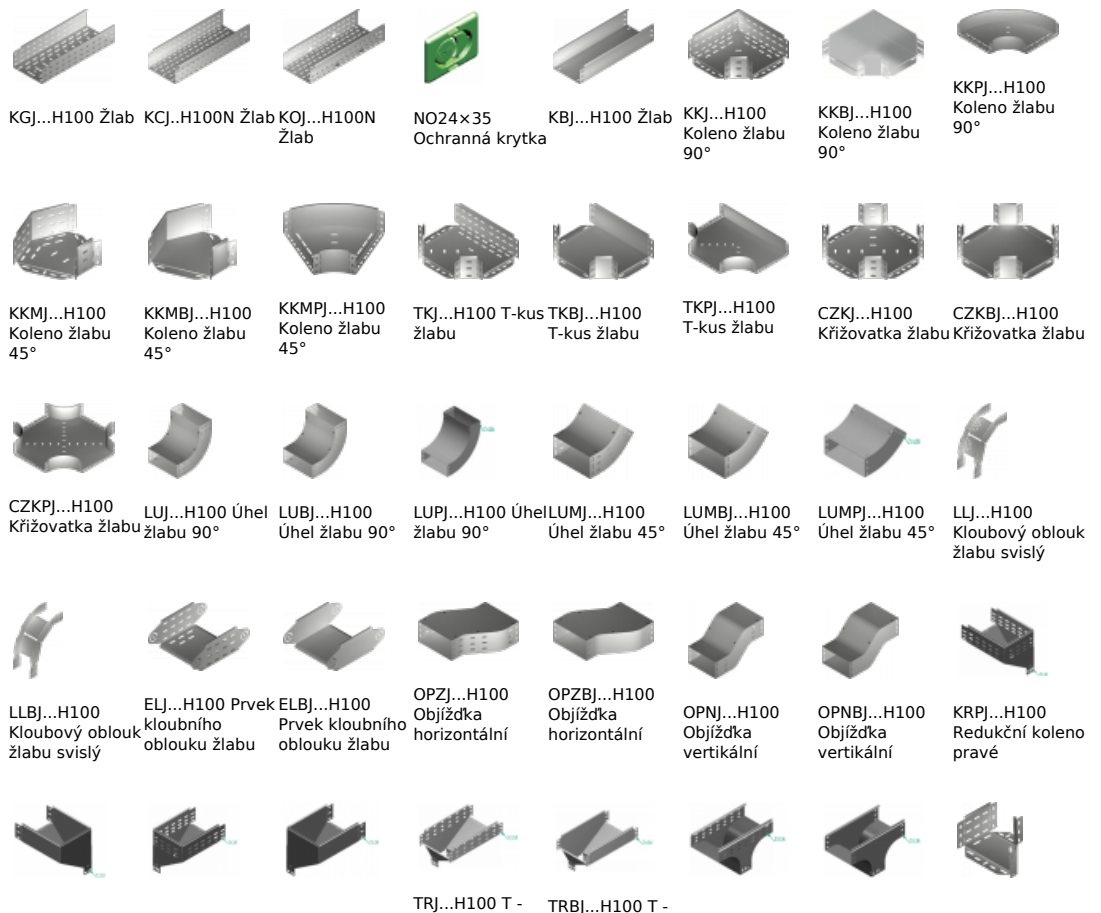 KGJ...H100 Žlab
KCJ..H100N Žlab
KOJ...H100N
Žlab
NO24×35
Ochranná krytka
KBJ...H100 Žlab
KKJ...H100
Koleno žlabu
90°
KKBJ...H100
Koleno žlabu
90°
KKPJ...H100
Koleno žlabu
90°
KKMJ...H100
Koleno žlabu
45°
KKMBJ...H100
Koleno žlabu
45°
KKMPJ...H100
Koleno žlabu
45°
TKJ...H100 T-kus
žlabu
TKBJ...H100
T-kus žlabu
TKPJ...H100
T-kus žlabu
CZKJ...H100
Křižovatka žlabu
CZKBJ...H100
Křižovatka žlabu
CZKPJ...H100
Křižovatka žlabu
LUJ...H100 Úhel
žlabu 90°
LUBJ...H100
Úhel žlabu 90°
LUPJ...H100 Úhel
žlabu 90°
LUMJ...H100
Úhel žlabu 45°
LUMBJ...H100
Úhel žlabu 45°
LUMPJ...H100
Úhel žlabu 45°
LLJ...H100
Kloubový oblouk
žlabu svislý
LLBJ...H100
Kloubový oblouk
žlabu svislý
ELJ...H100 Prvek
kloubního
oblouku žlabu
ELBJ...H100
Prvek kloubního
oblouku žlabu
OPZJ...H100
Objížďka
horizontální
OPZBJ...H100
Objížďka
horizontální
OPNJ...H100
Objížďka
vertikální
OPNBJ...H100
Objížďka
vertikální
KRPJ...H100
Redukční koleno
pravé
TRJ...H100 T -
TRBJ...H100 T -